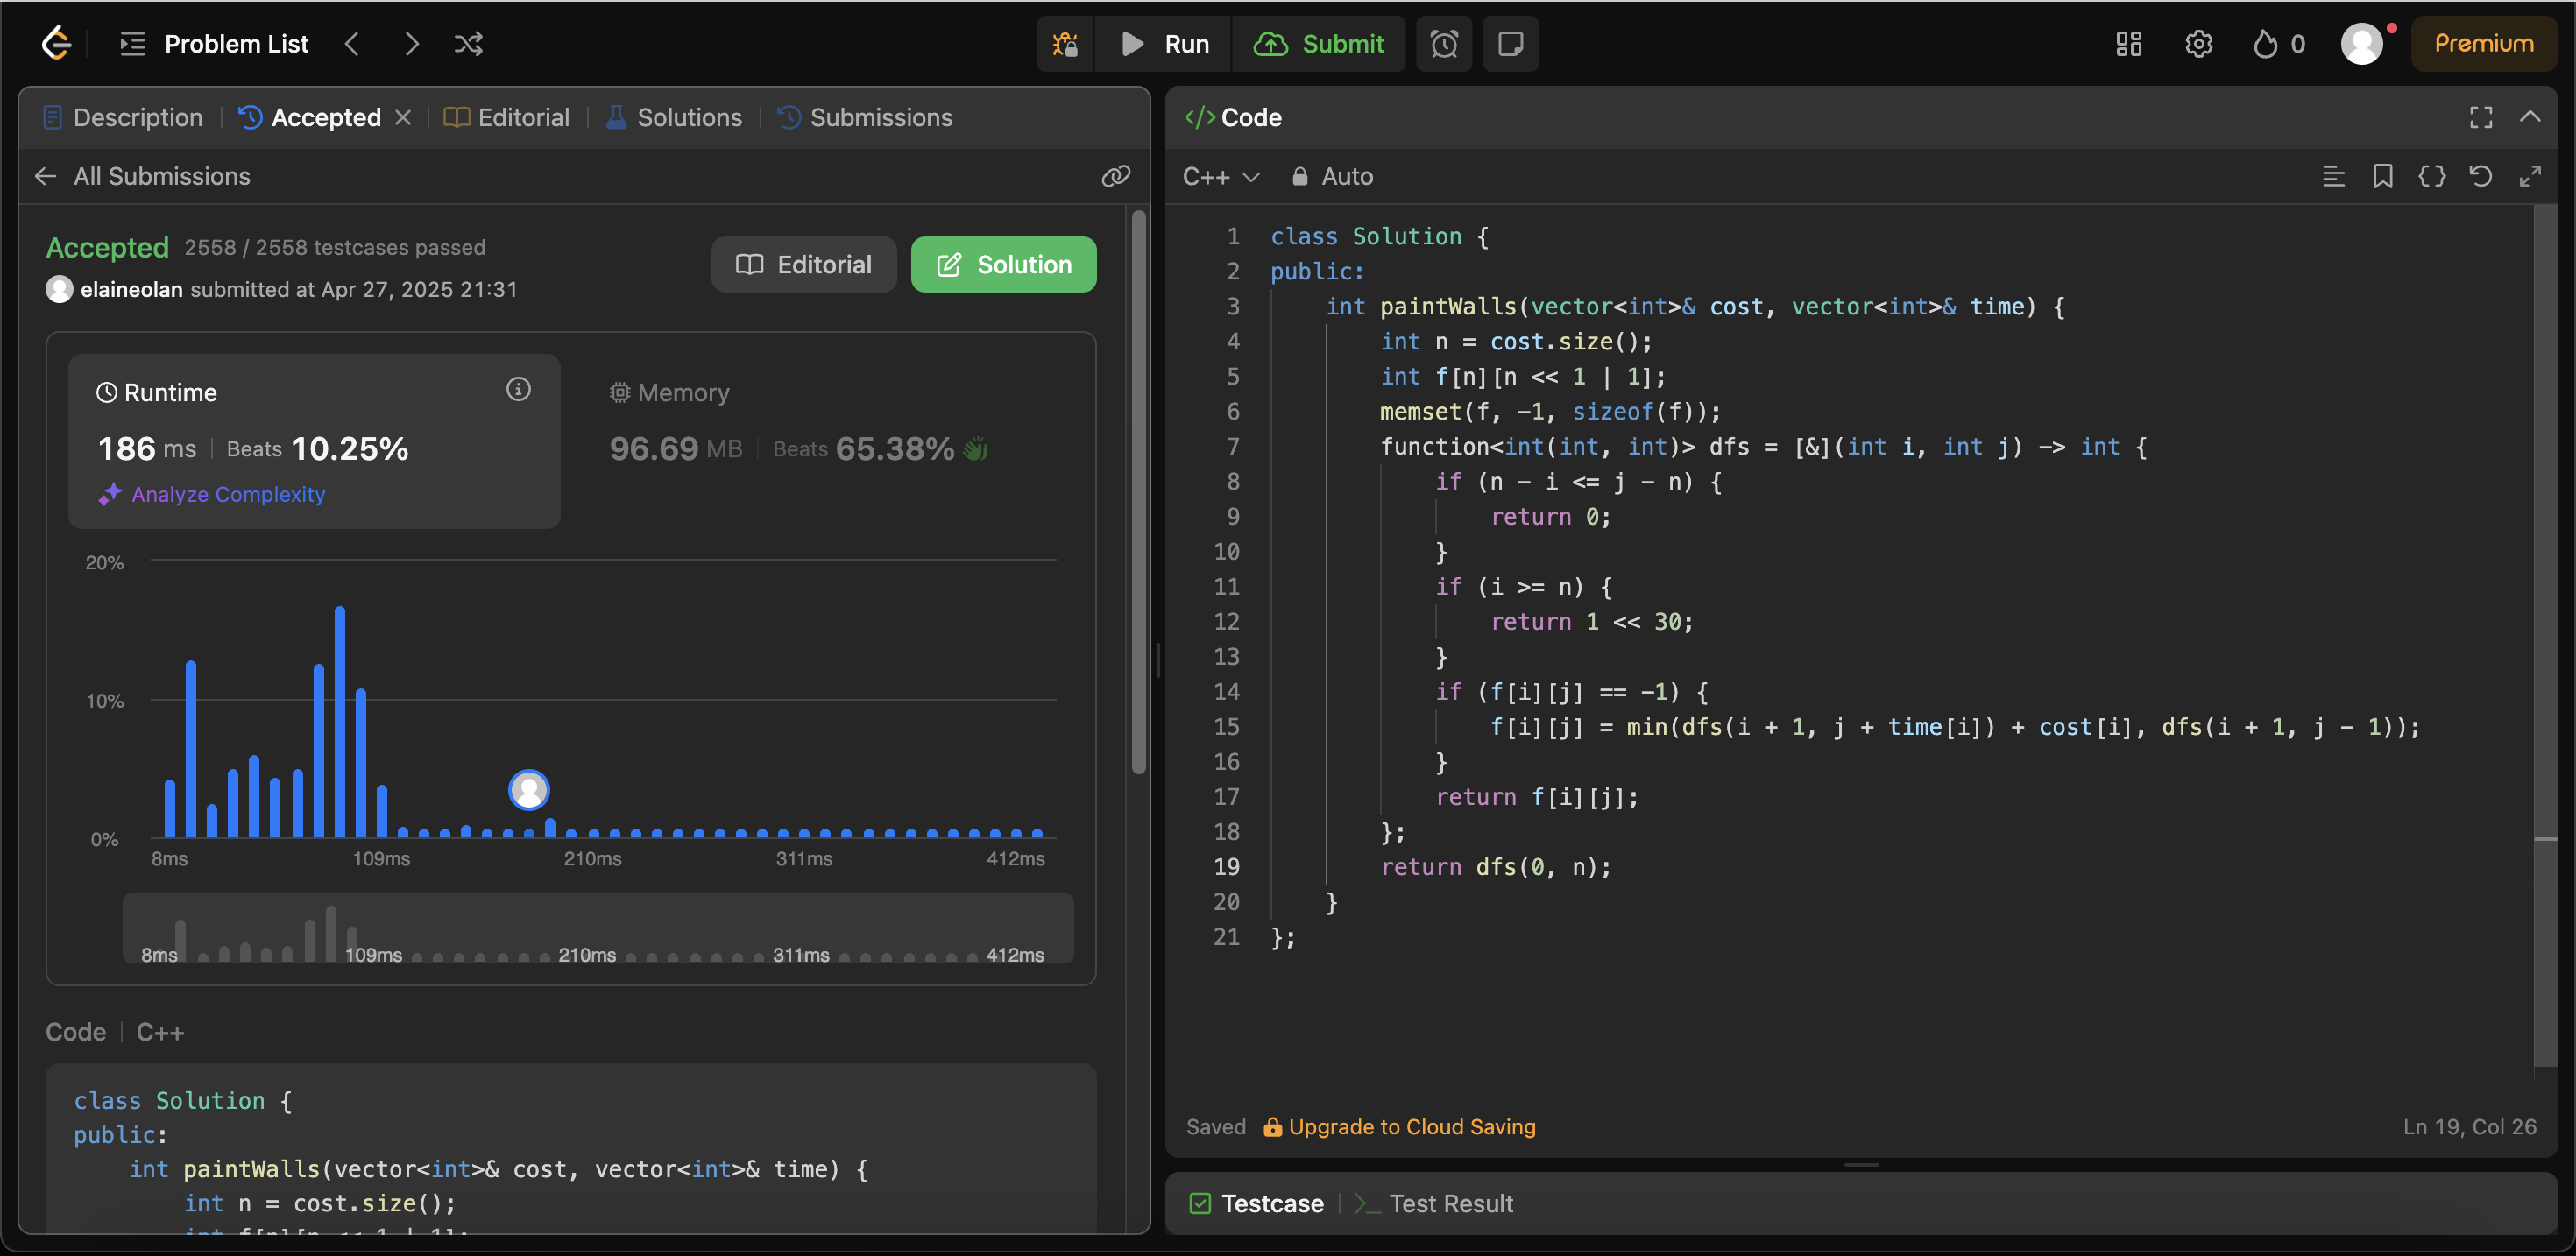 Problem List
Run
Submit
0
Premium
Description
Accepted
Editorial
Solutions
Submissions
All Submissions
Accepted 2558 / 2558 testcases passed
elaineolan submitted at Apr 27, 2025 21:31
Editorial
Solution
Runtime
186 ms Beats 10.25%
Analyze Complexity
Memory
96.69 MB Beats 65.38%
20%
10%
0%
8ms 109ms 210ms 311ms 412ms
8ms 109ms 210ms 311ms 412ms
Code C++
class Solution {
public:
    int paintWalls(vector<int>& cost, vector<int>& time) {
        int n = cost.size();
        int f[n][n << 1 | 1];
</> Code
C++ Auto
1 class Solution {
2 public:
3     int paintWalls(vector<int>& cost, vector<int>& time) {
4         int n = cost.size();
5         int f[n][n << 1 | 1];
6         memset(f, -1, sizeof(f));
7         function<int(int, int)> dfs = [&](int i, int j) -> int {
8             if (n - i <= j - n) {
9                 return 0;
10             }
11             if (i >= n) {
12                 return 1 << 30;
13             }
14             if (f[i][j] == -1) {
15                 f[i][j] = min(dfs(i + 1, j + time[i]) + cost[i], dfs(i + 1, j - 1));
16             }
17             return f[i][j];
18         };
19         return dfs(0, n);
20     }
21 };
Saved Upgrade to Cloud Saving
Ln 19, Col 26
Testcase
Test Result